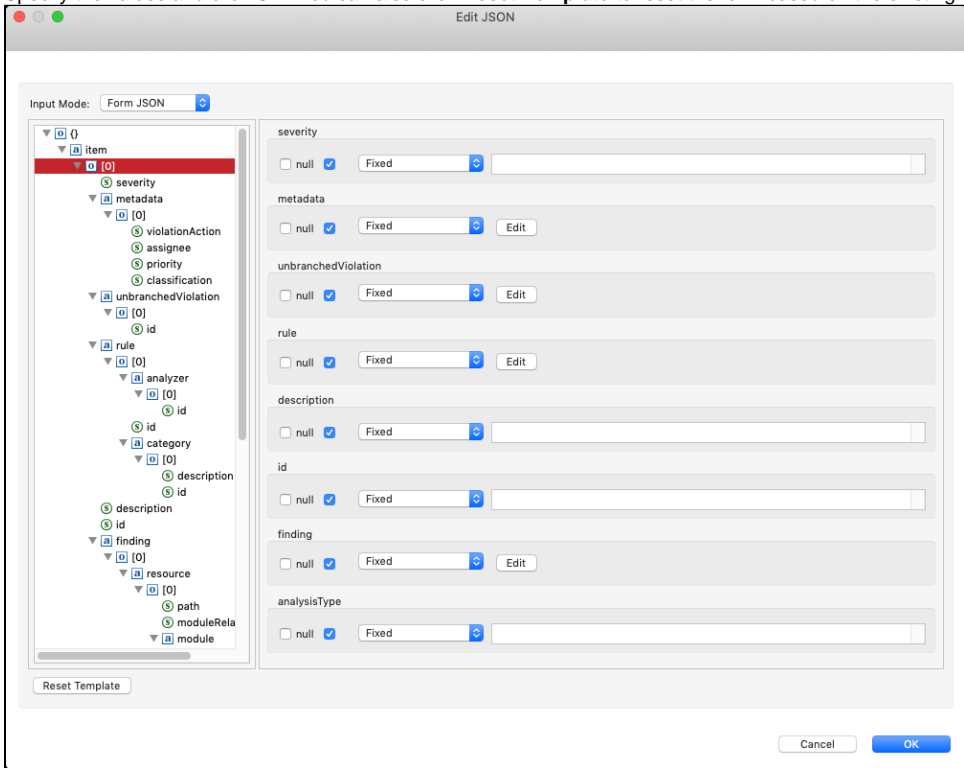 Edit JSON
Input Mode: Form JSON
{}
item
[0]
severity
metadata
[0]
violationAction
assignee
priority
classification
unbranchedViolation
[0]
id
rule
[0]
analyzer
[0]
id
id
category
[0]
description
id
description
id
finding
[0]
resource
[0]
path
moduleRela
module
severity
null Fixed
metadata
null Fixed Edit
unbranchedViolation
null Fixed Edit
rule
null Fixed Edit
description
null Fixed
id
null Fixed
finding
null Fixed Edit
analysisType
null Fixed
Reset Template
Cancel OK